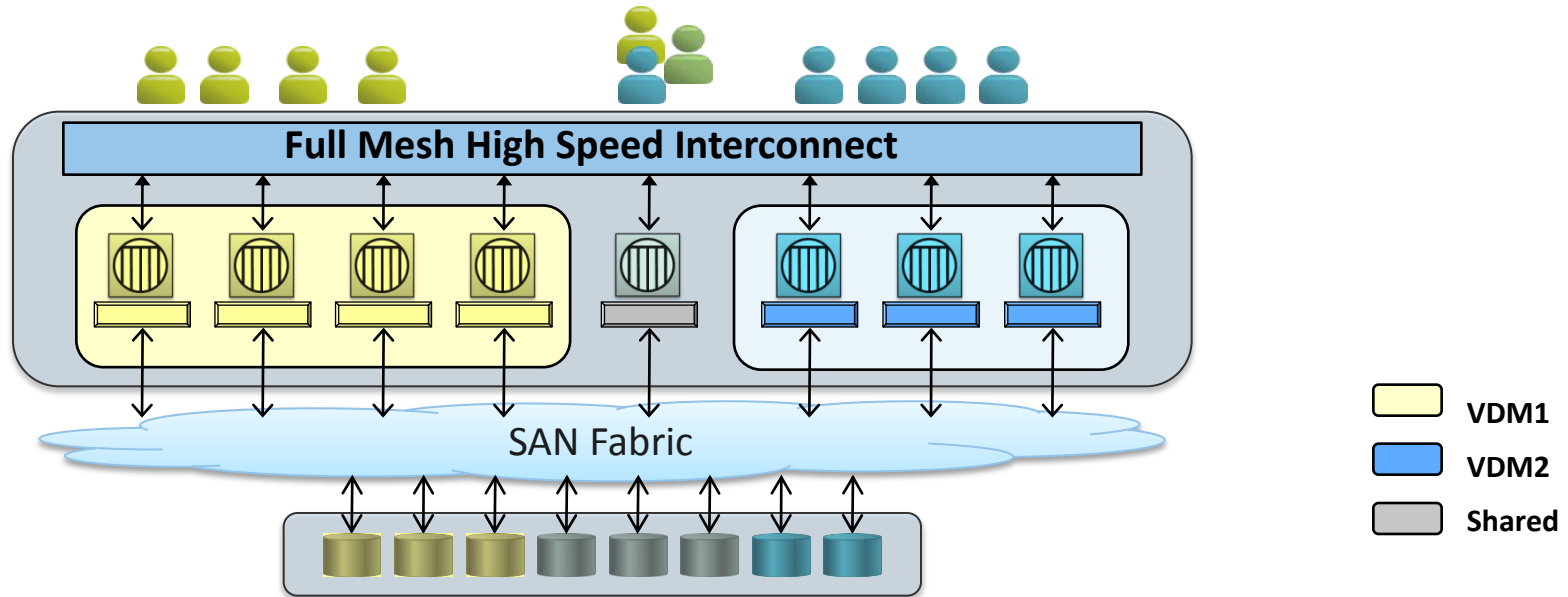 Full Mesh High Speed Interconnect
SAN Fabric
VDM1
VDM2
Shared